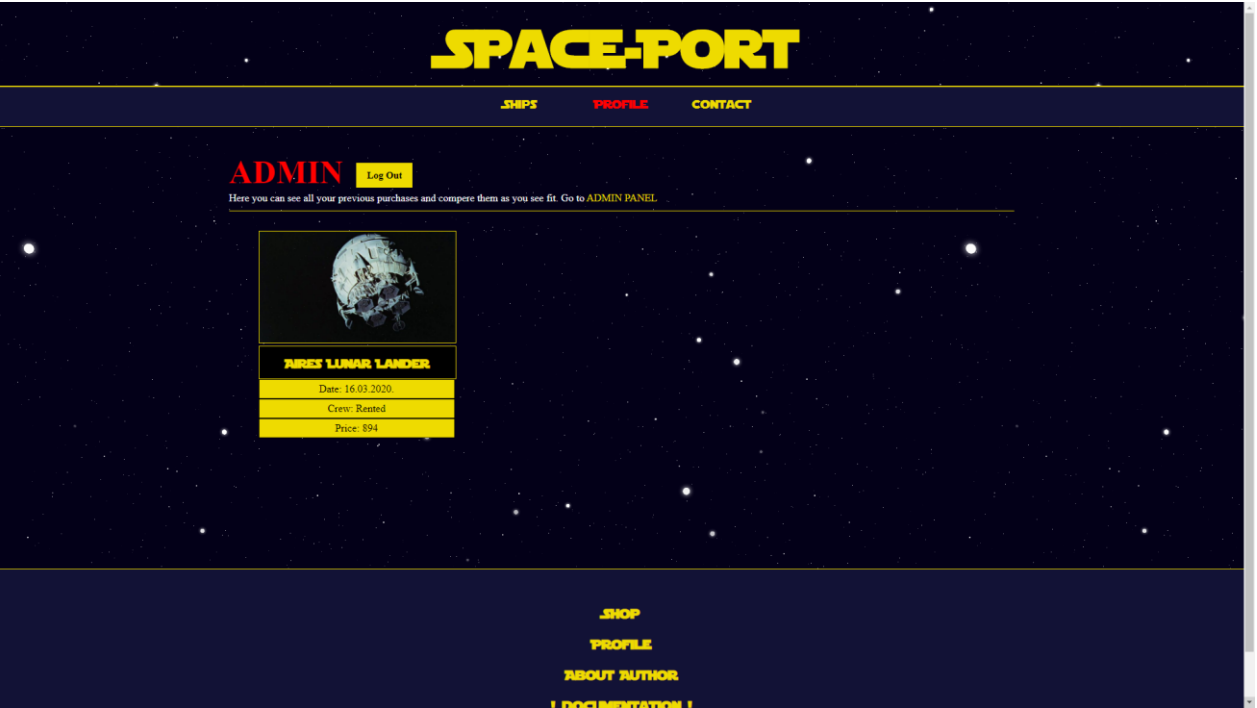 SPACE-PORT
SHIPS PROFILE CONTACT
ADMIN Log Out
Here you can see all your previous purchases and compere them as you see fit. Go to ADMIN PANEL
AIRES LUNAR LANDER
Date: 16.03.2020.
Crew: Rented
Price: 894
SHOP
PROFILE
ABOUT AUTHOR
! DOCUMENTATION !